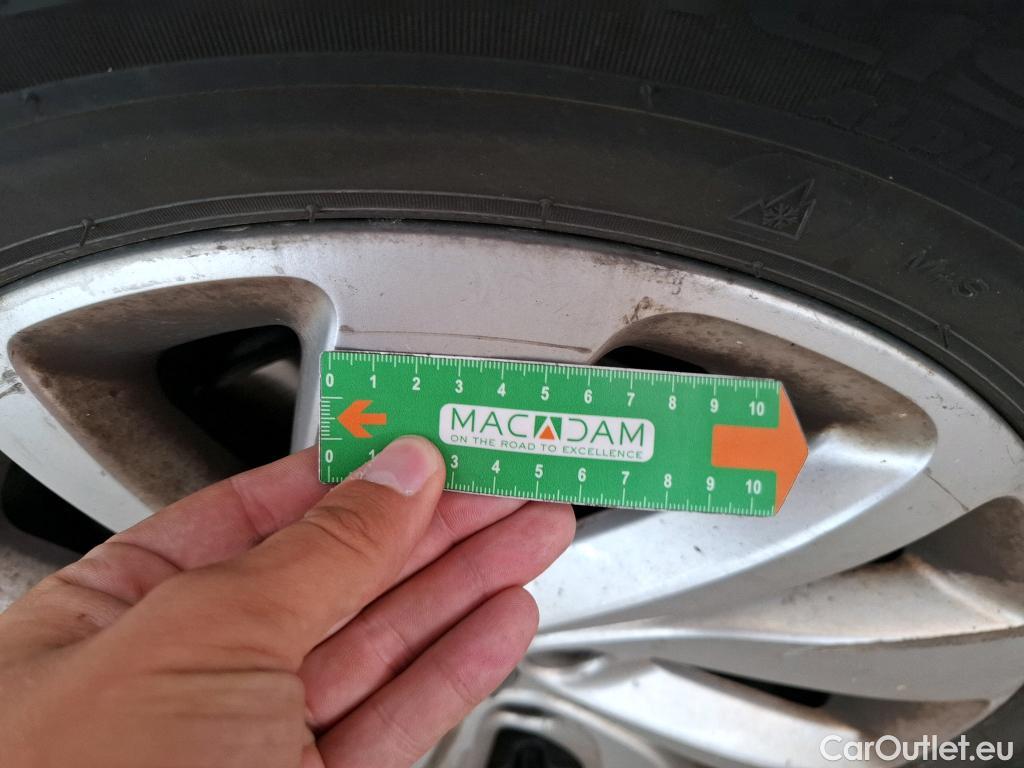 M+S
0 1 2 3 4 5 6 7 8 9 10
MACADAM
ON THE ROAD TO EXCELLENCE
0 1 3 4 5 6 7 8 9 10
CarOutlet.eu